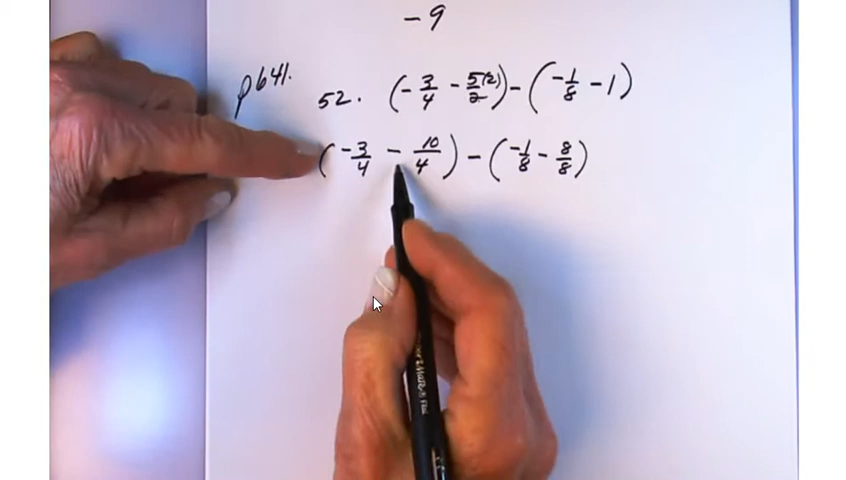 -9
p641.
52. (-3/4 - 5(2)/2) - (-1/8 - 1)
(-3/4 - 10/4) - (-1/8 - 8/8)